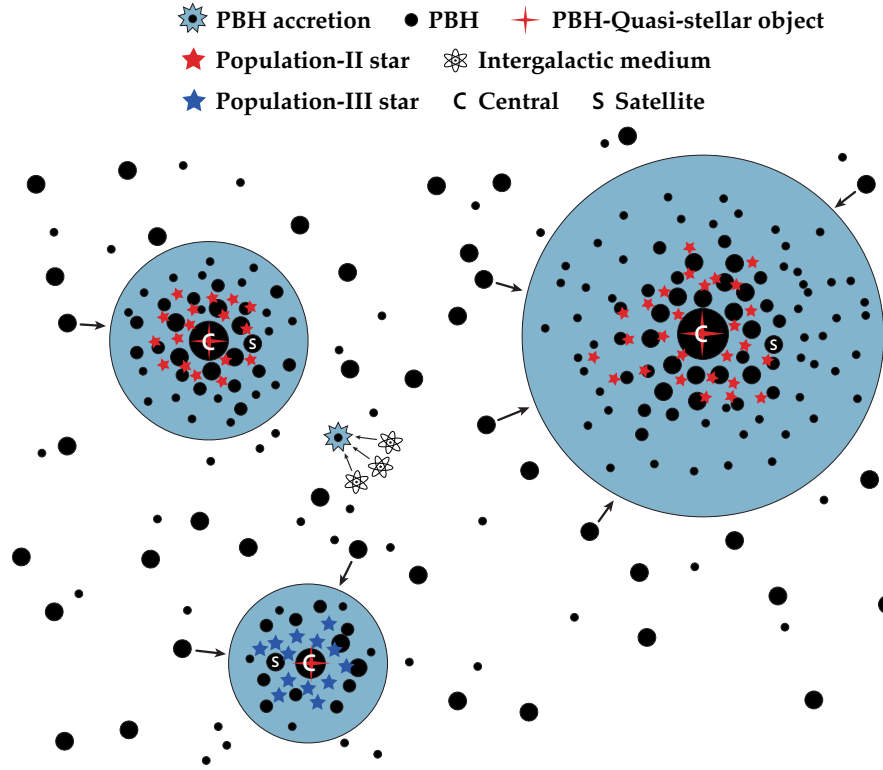 PBH accretion PBH PBH-Quasi-stellar object
Population-II star Intergalactic medium
Population-III star C Central S Satellite
C S
C S
S C